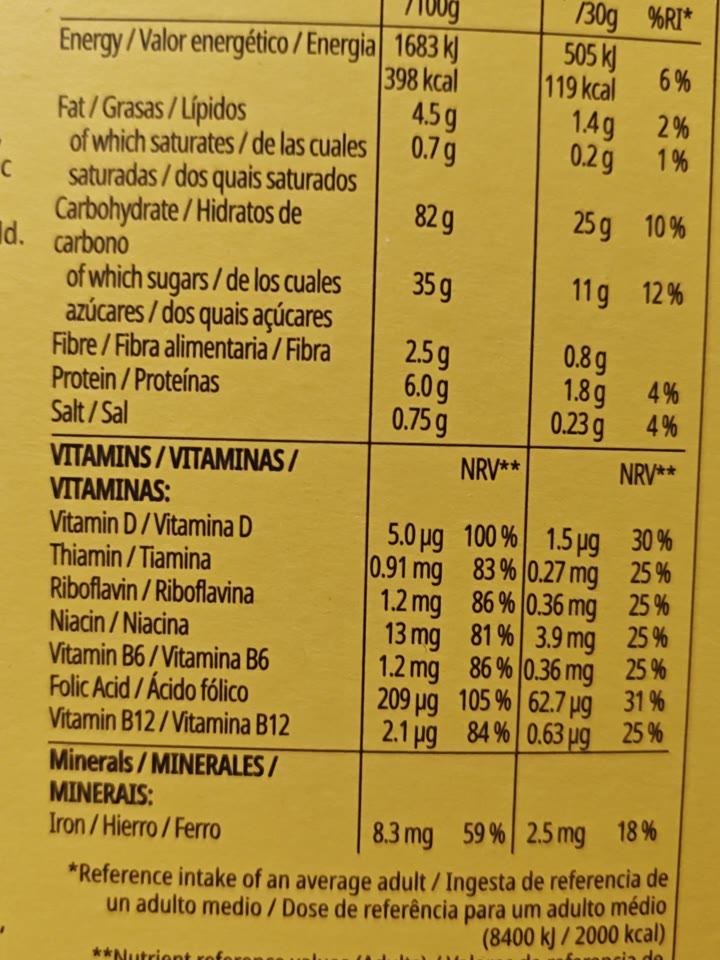 /100g /30g %RI*
Energy / Valor energético / Energia 1683 kJ 505 kJ
398 kcal 119 kcal 6 %
Fat / Grasas / Lípidos 4.5 g 1.4 g 2 %
of which saturates / de las cuales 0.7 g 0.2 g 1 %
saturadas / dos quais saturados
Carbohydrate / Hidratos de 82 g 25 g 10 %
carbono
of which sugars / de los cuales 35 g 11 g 12 %
azúcares / dos quais açúcares
Fibre / Fibra alimentaria / Fibra 2.5 g 0.8 g
Protein / Proteínas 6.0 g 1.8 g 4 %
Salt / Sal 0.75 g 0.23 g 4 %
VITAMINS / VITAMINAS / NRV** NRV**
VITAMINAS:
Vitamin D / Vitamina D 5.0 µg 100 % 1.5 µg 30 %
Thiamin / Tiamina 0.91 mg 83 % 0.27 mg 25 %
Riboflavin / Riboflavina 1.2 mg 86 % 0.36 mg 25 %
Niacin / Niacina 13 mg 81 % 3.9 mg 25 %
Vitamin B6 / Vitamina B6 1.2 mg 86 % 0.36 mg 25 %
Folic Acid / Ácido fólico 209 µg 105 % 62.7 µg 31 %
Vitamin B12 / Vitamina B12 2.1 µg 84 % 0.63 µg 25 %
Minerals / MINERALES /
MINERAIS:
Iron / Hierro / Ferro 8.3 mg 59 % 2.5 mg 18 %
*Reference intake of an average adult / Ingesta de referencia de
un adulto medio / Dose de referência para um adulto médio
(8400 kJ / 2000 kcal)
**Nutrient reference values